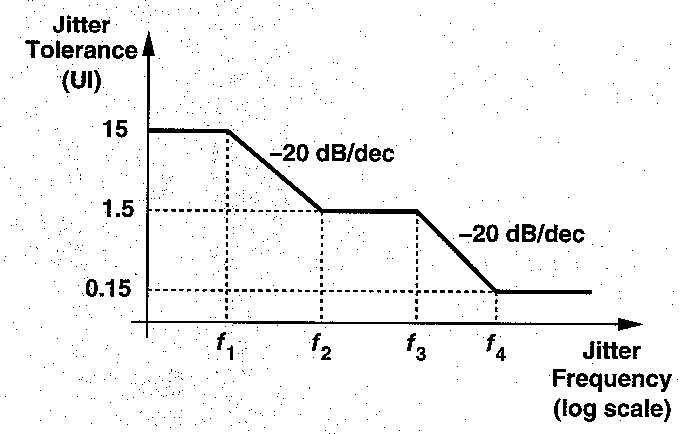 Jitter
Tolerance
(UI)
15
–20 dB/dec
1.5
–20 dB/dec
0.15
f1 f2 f3 f4
Jitter
Frequency
(log scale)